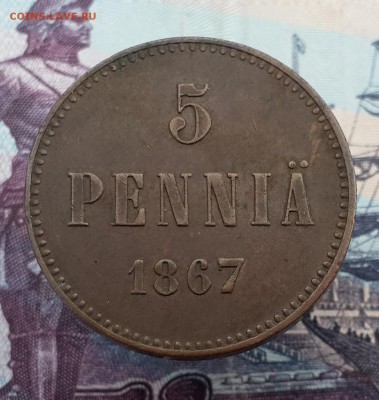 COINS.LAVE.RU
5
PENNIÄ
1867